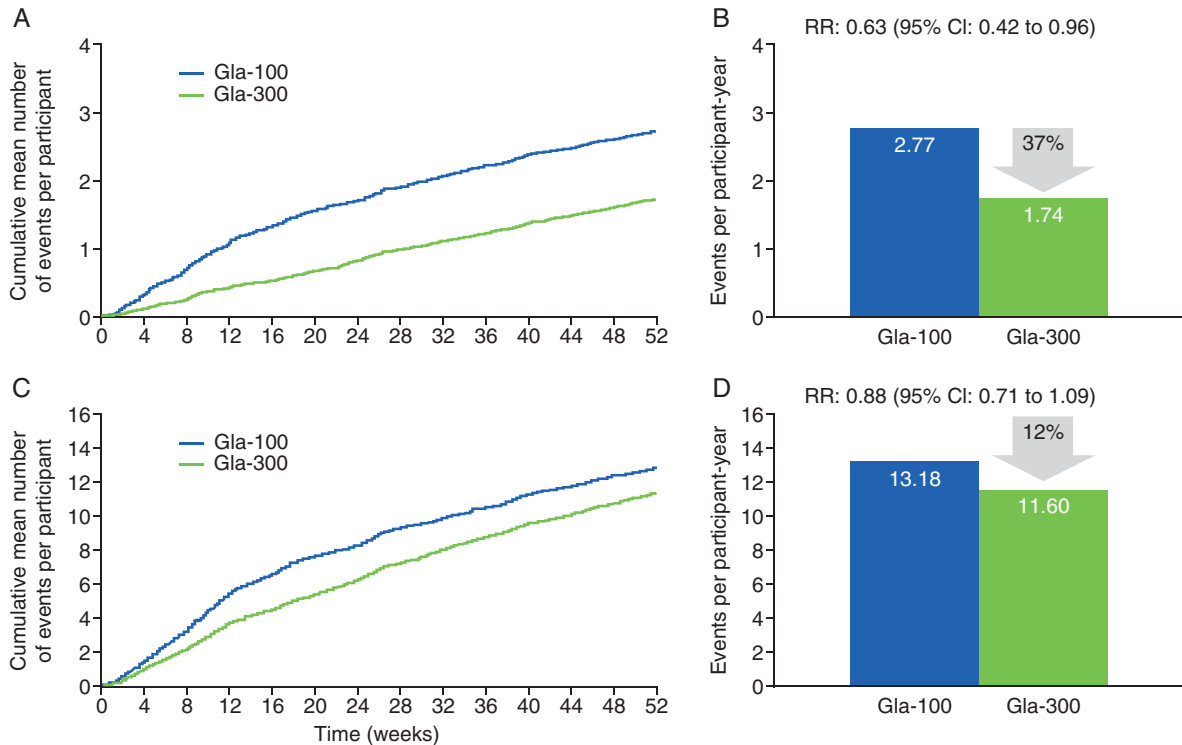 A
Cumulative mean number
of events per participant
4
3
2
1
0
Gla-100
Gla-300
0 4 8 12 16 20 24 28 32 36 40 44 48 52
B
RR: 0.63 (95% CI: 0.42 to 0.96)
Events per participant-year
4
3
2
1
0
2.77
37%
1.74
Gla-100 Gla-300
C
Cumulative mean number
of events per participant
16
14
12
10
8
6
4
2
0
Gla-100
Gla-300
0 4 8 12 16 20 24 28 32 36 40 44 48 52
Time (weeks)
D
RR: 0.88 (95% CI: 0.71 to 1.09)
Events per participant-year
16
14
12
10
8
6
4
2
0
12%
13.18
11.60
Gla-100 Gla-300